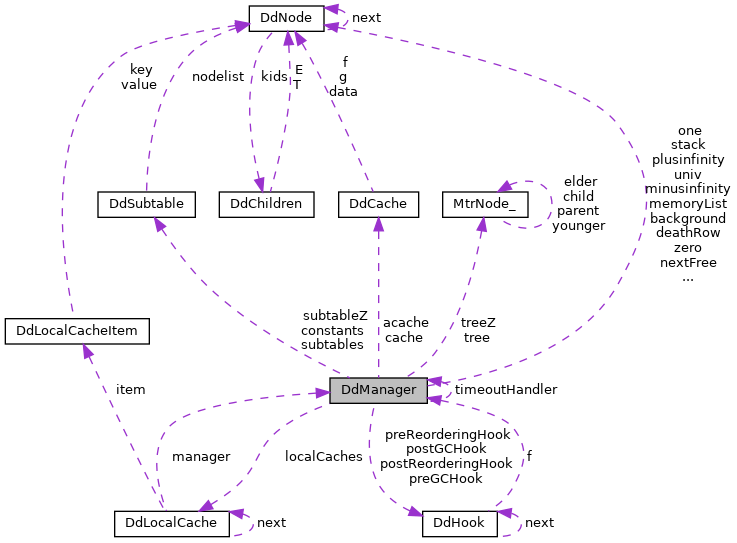 DdNode
next
key
value
nodelist
kids
E
T
f
g
data
one
stack
plusinfinity
univ
minusinfinity
memoryList
background
deathRow
zero
nextFree
...
elder
child
parent
younger
DdSubtable
DdChildren
DdCache
MtrNode_
DdLocalCacheItem
subtableZ
constants
subtables
acache
cache
treeZ
tree
DdManager
timeoutHandler
item
manager
localCaches
preReorderingHook
postGCHook
postReorderingHook
preGCHook
f
DdLocalCache
next
DdHook
next